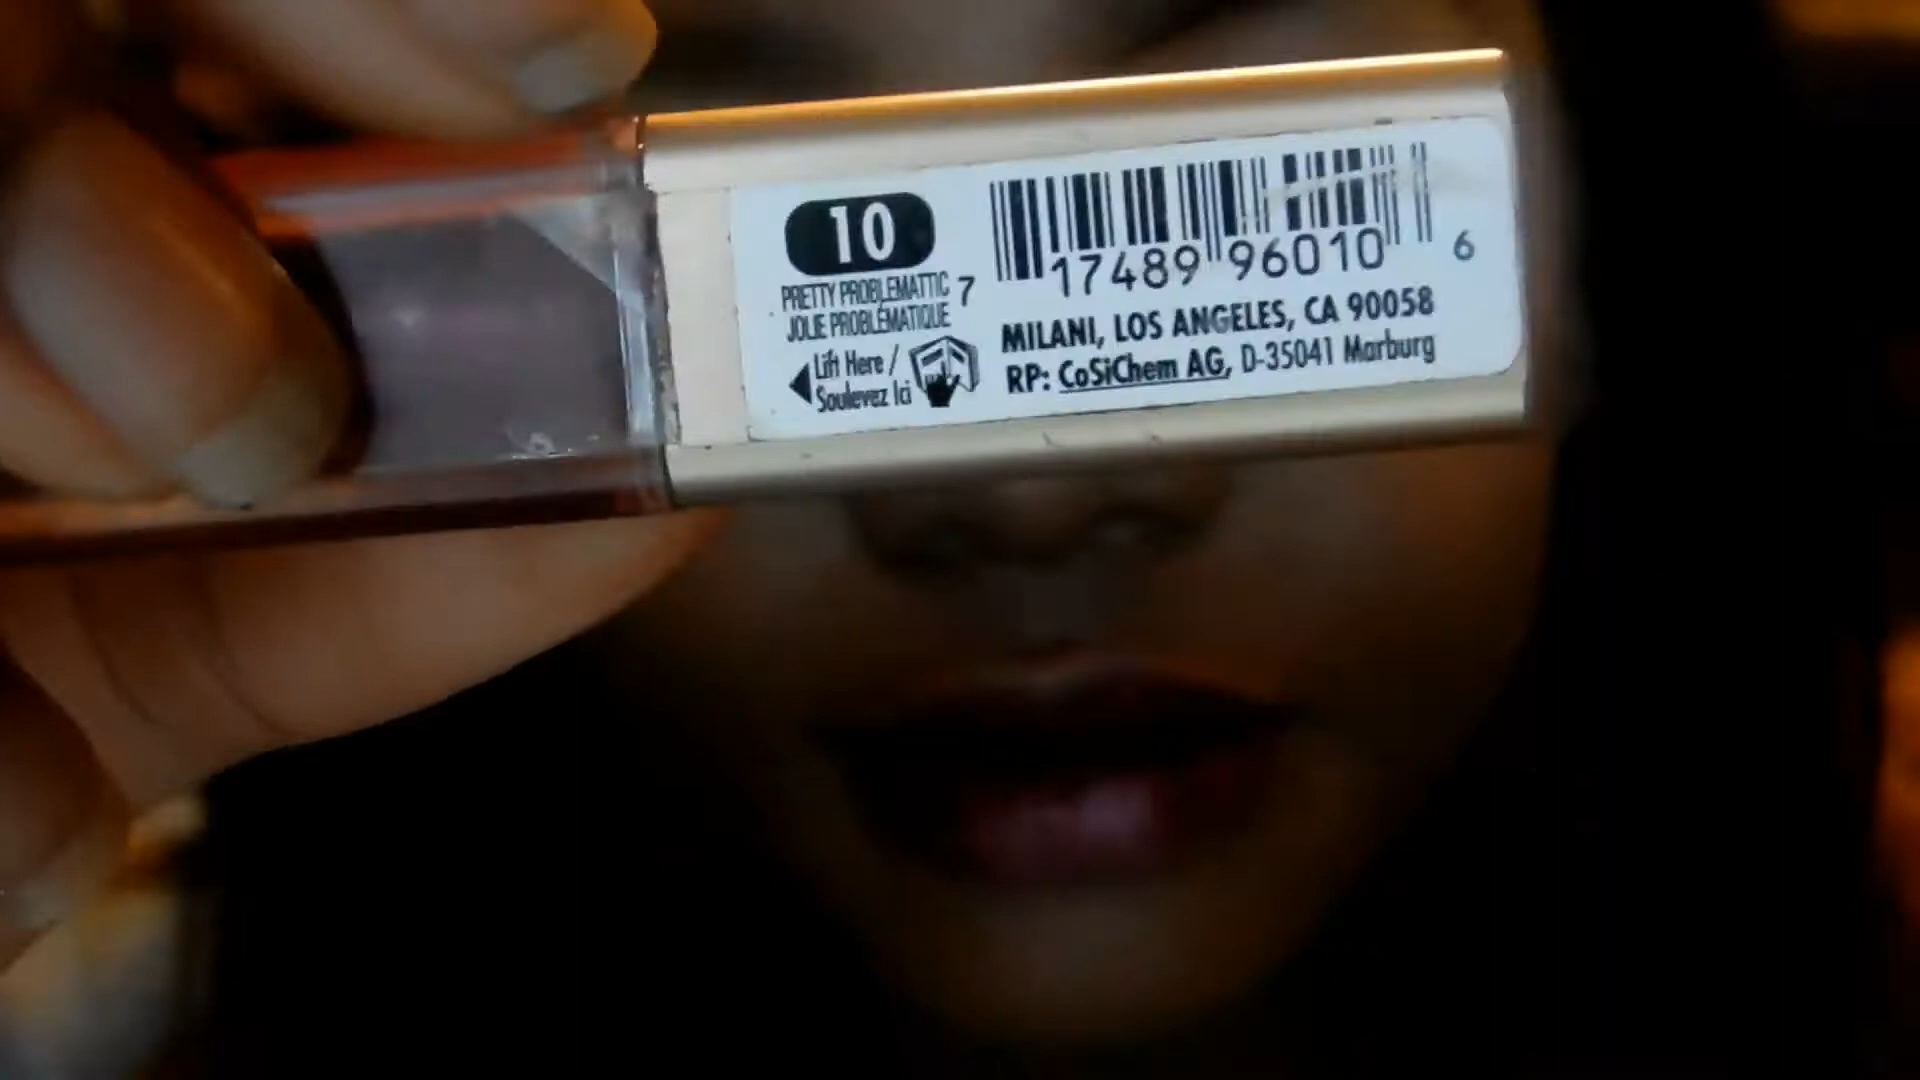 10
PRETTY PROBLEMATTIC
JOLIE PROBLÉMATIQUE
Lift Here /
Soulevez Ici
7 17489 96010 6
MILANI, LOS ANGELES, CA 90058
RP: CoSiChem AG, D-35041 Marburg